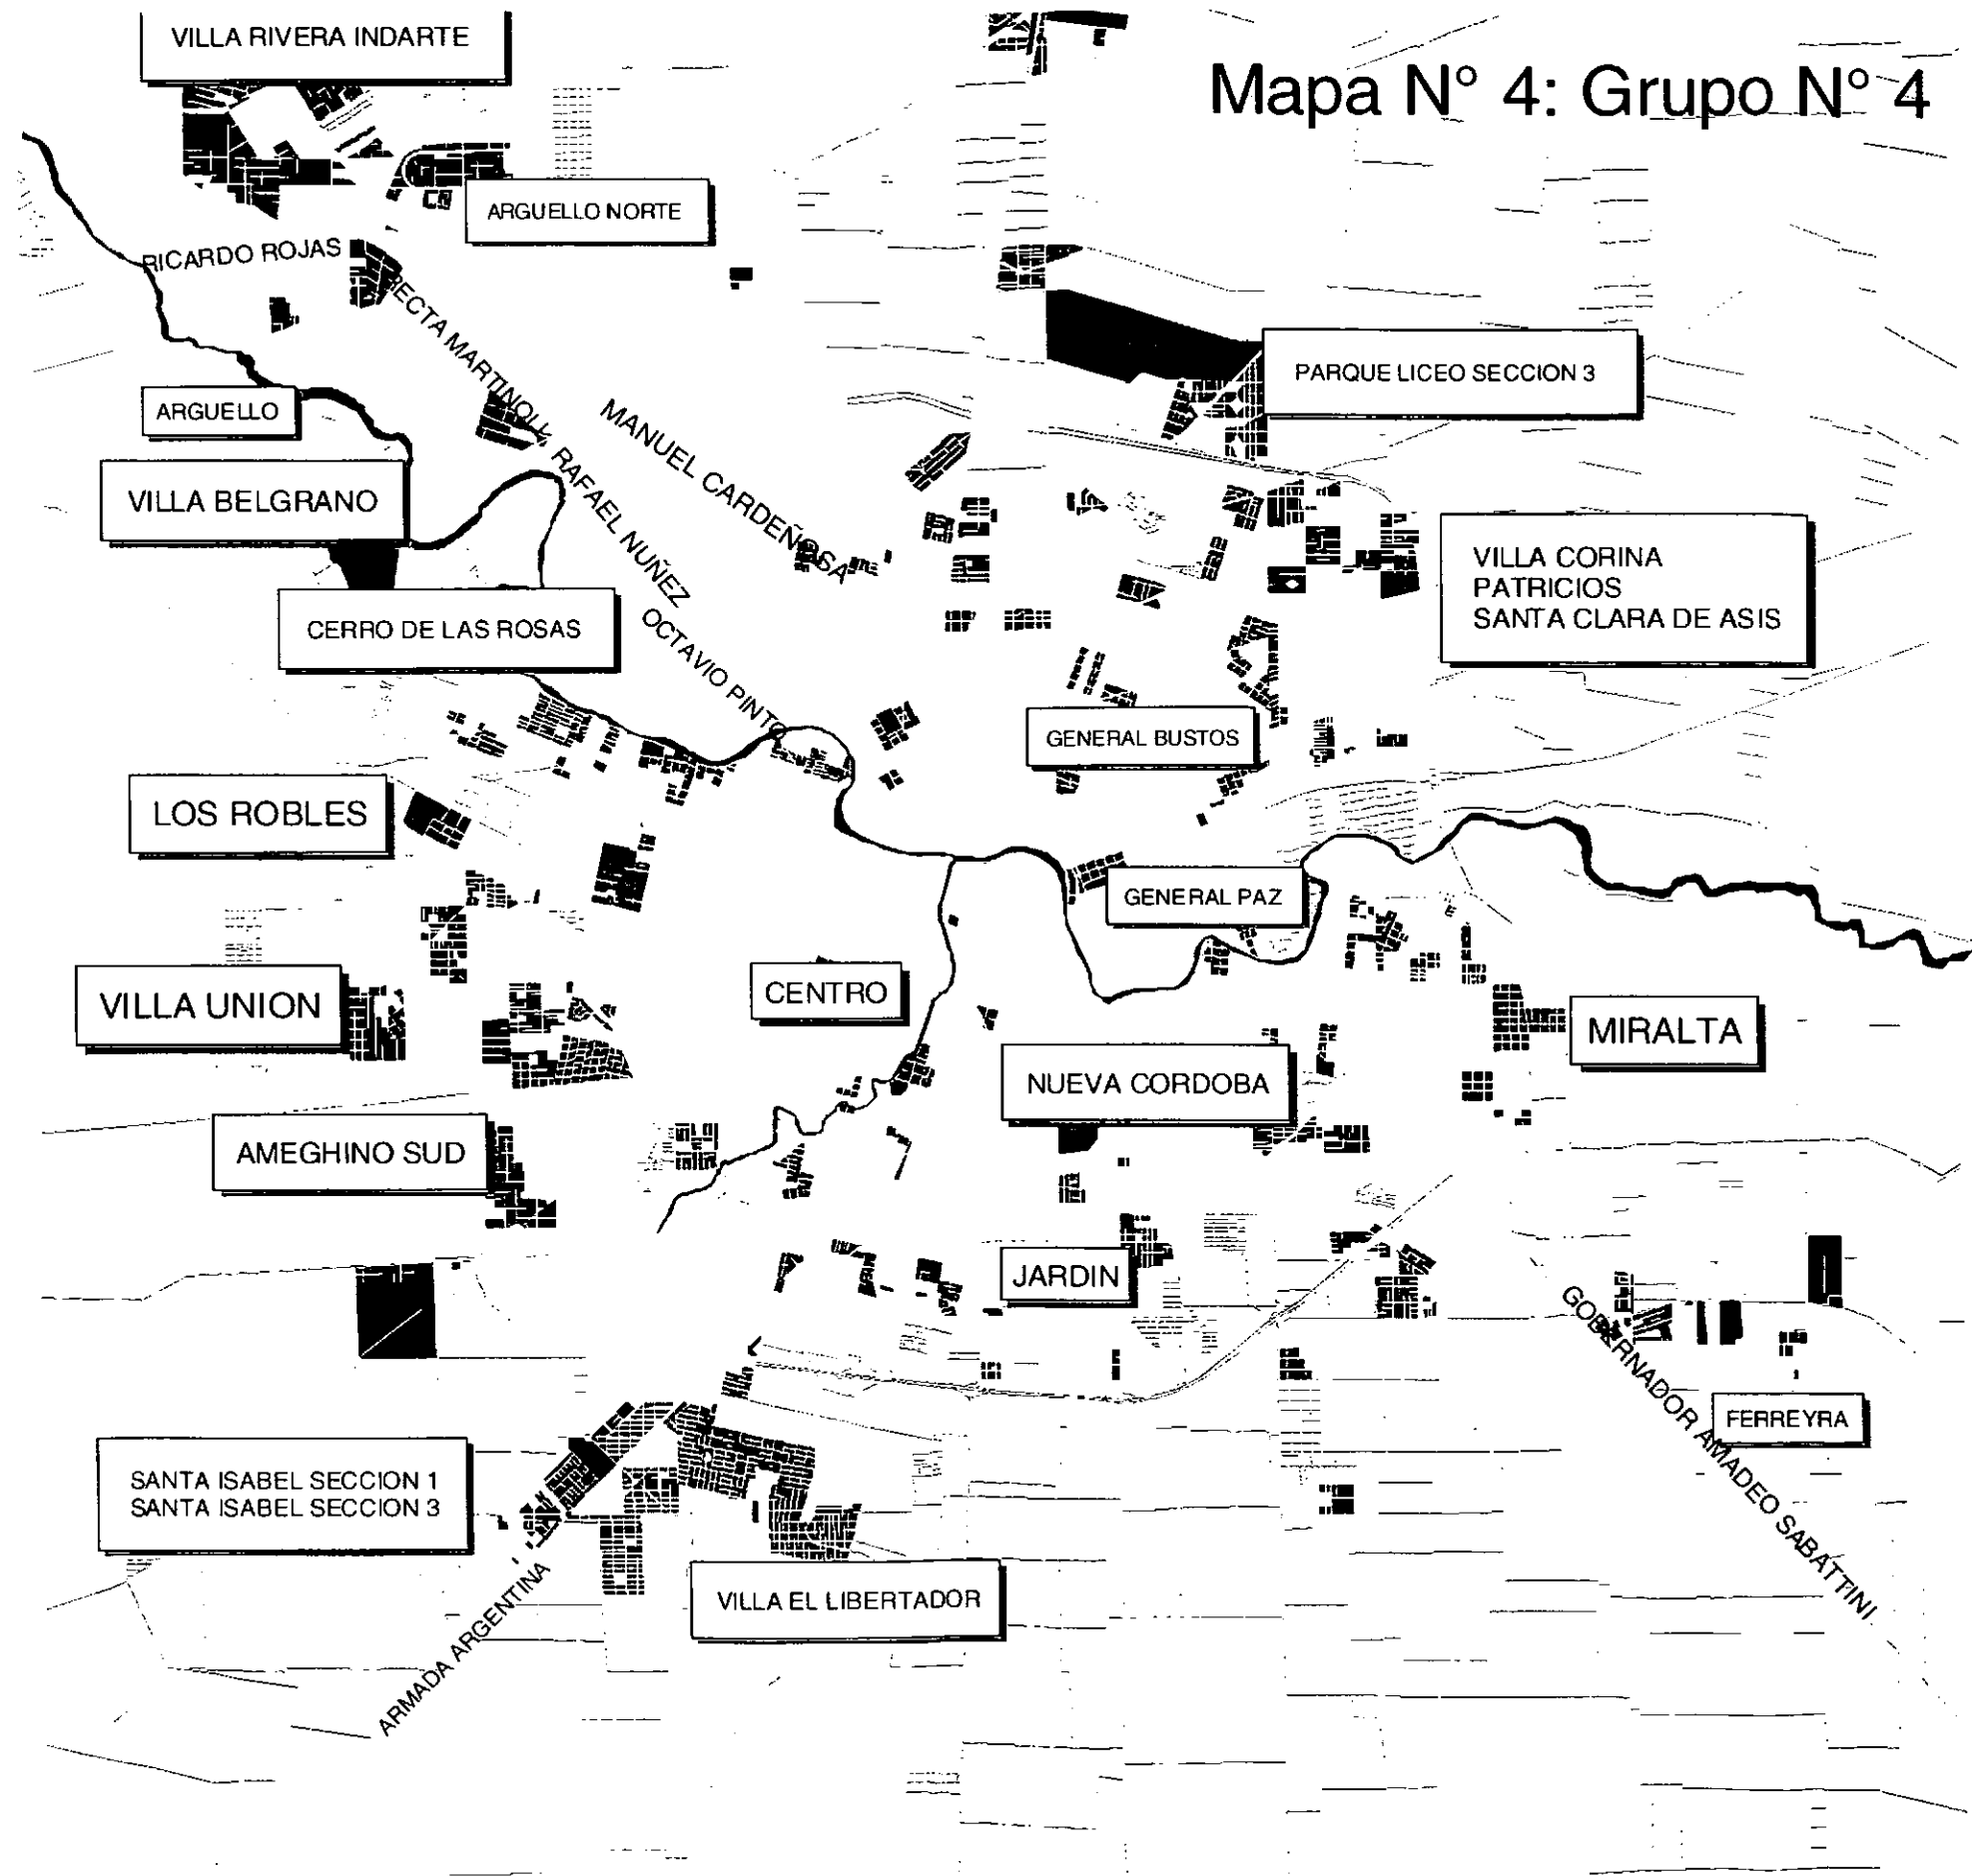 VILLA RIVERA INDARTE
Mapa N° 4: Grupo N° 4
ARGUELLO NORTE
RICARDO ROJAS
RECTA MARTINOLI
PARQUE LICEO SECCION 3
ARGUELLO
MANUEL CARDEÑOSA
RAFAEL NUÑEZ
VILLA BELGRANO
VILLA CORINA
PATRICIOS
SANTA CLARA DE ASIS
CERRO DE LAS ROSAS
OCTAVIO PINTO
GENERAL BUSTOS
LOS ROBLES
GENERAL PAZ
CENTRO
VILLA UNION
MIRALTA
NUEVA CORDOBA
AMEGHINO SUD
JARDIN
GOBERNADOR AMADEO SABATTINI
FERREYRA
SANTA ISABEL SECCION 1
SANTA ISABEL SECCION 3
VILLA EL LIBERTADOR
ARMADA ARGENTINA